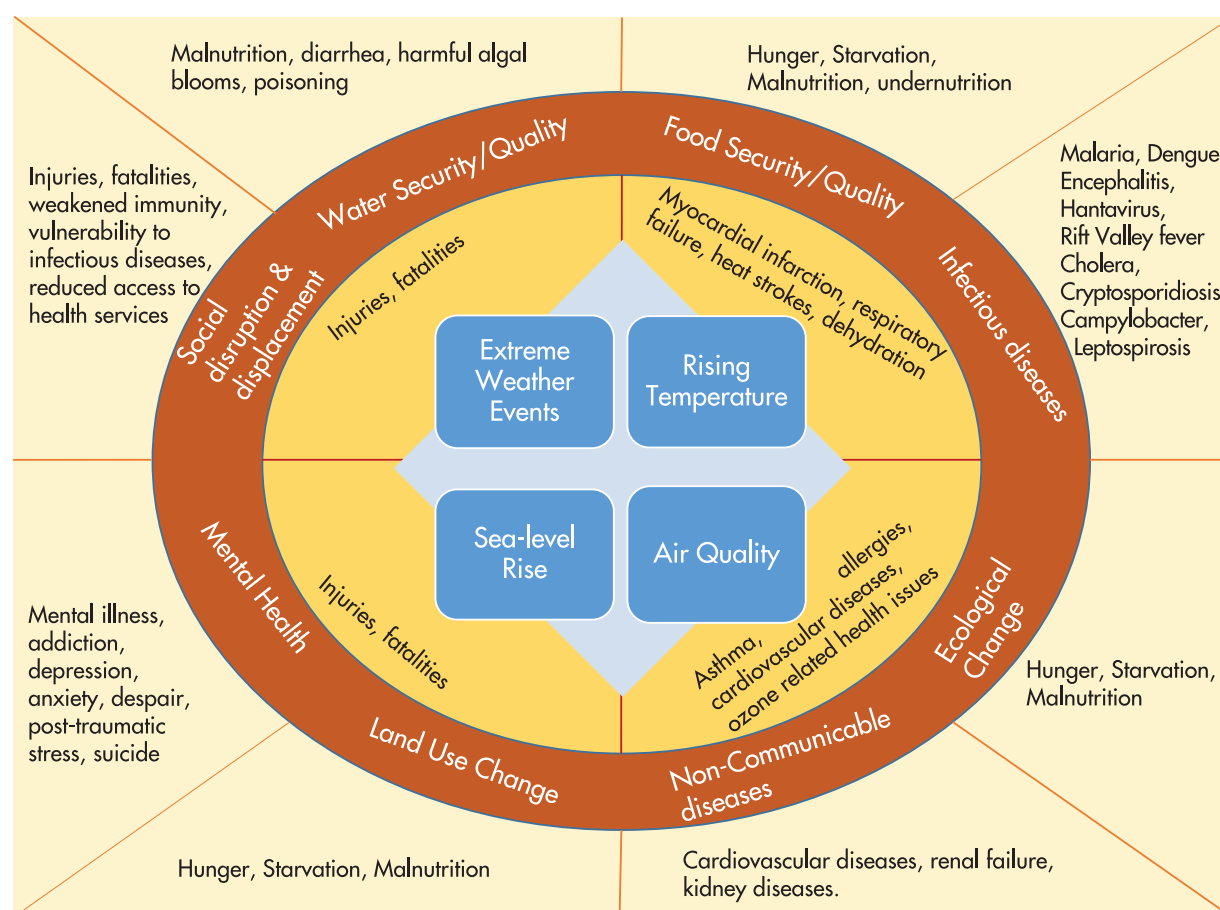 Malnutrition, diarrhea, harmful algal
blooms, poisoning
Hunger, Starvation,
Malnutrition, undernutrition
Water Security/Quality
Food Security/Quality
Injuries, fatalities,
weakened immunity,
vulnerability to
infectious diseases,
reduced access to
health services
Malaria, Dengue
Encephalitis,
Hantavirus,
Rift Valley fever
Cholera,
Cryptosporidiosis
Campylobacter,
Leptospirosis
Social
disruption &
displacement
Infectious diseases
Injuries, fatalities
Myocardial infarction, respiratory
failure, heat strokes, dehydration
Extreme
Weather
Events
Rising
Temperature
Sea-level
Rise
Air Quality
Injuries, fatalities
Asthma, allergies,
cardiovascular diseases,
ozone related health issues
Mental Health
Ecological
Change
Land Use Change
Non-Communicable
diseases
Mental illness,
addiction,
depression,
anxiety, despair,
post-traumatic
stress, suicide
Hunger, Starvation,
Malnutrition
Hunger, Starvation, Malnutrition
Cardiovascular diseases, renal failure,
kidney diseases.